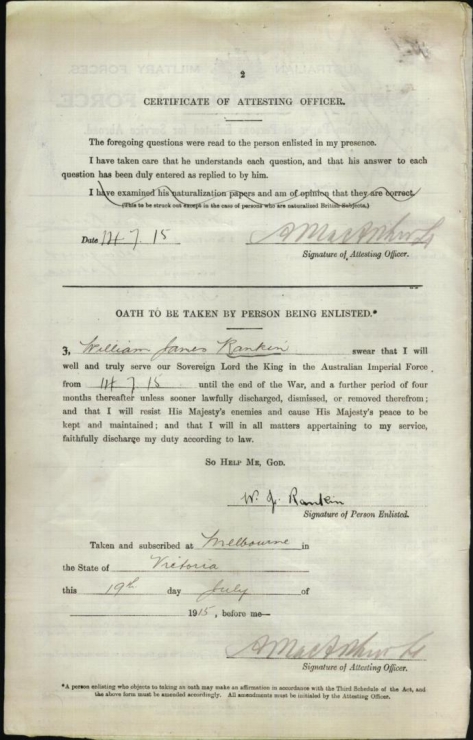 2
CERTIFICATE OF ATTESTING OFFICER.
The foregoing questions were read to the person enlisted in my presence.
I have taken care that he understands each question, and that his answer to each
question has been duly entered as replied to by him.
I have examined his naturalization papers and am of opinion that they are correct.
(This to be struck out except in the case of persons who are naturalized British Subjects.)
Date 14 7. 15
Signature of Attesting Officer.
OATH TO BE TAKEN BY PERSON BEING ENLISTED.*
I, William James Rankin swear that I will
well and truly serve our Sovereign Lord the King in the Australian Imperial Force
from 14 7 15 until the end of the War, and a further period of four
months thereafter unless sooner lawfully discharged, dismissed, or removed therefrom;
and that I will resist His Majesty's enemies and cause His Majesty's peace to be
kept and maintained; and that I will in all matters appertaining to my service,
faithfully discharge my duty according to law.
SO HELP ME, GOD.
W. J. Rankin
Signature of Person Enlisted.
Taken and subscribed at Melbourne in
the State of Victoria
this 19th day July of
1915, before me—
Signature of Attesting Officer.
*A person enlisting who objects to taking an oath may make an affirmation in accordance with the Third Schedule of the Act, and
the above form must be amended accordingly. All amendments must be initialed by the Attesting Officer.